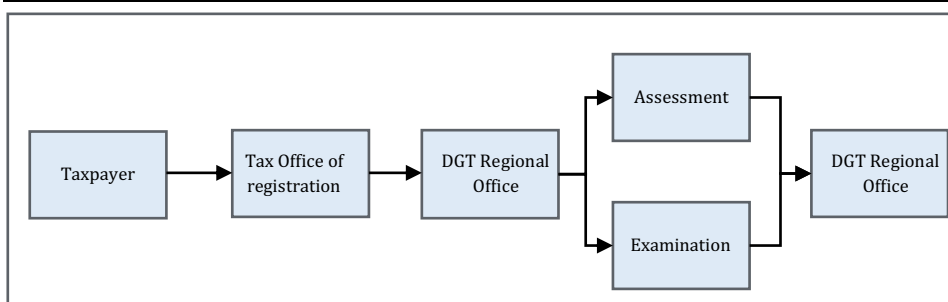 Taxpayer
Tax Office of
registration
DGT Regional
Office
Assessment
Examination
DGT Regional
Office